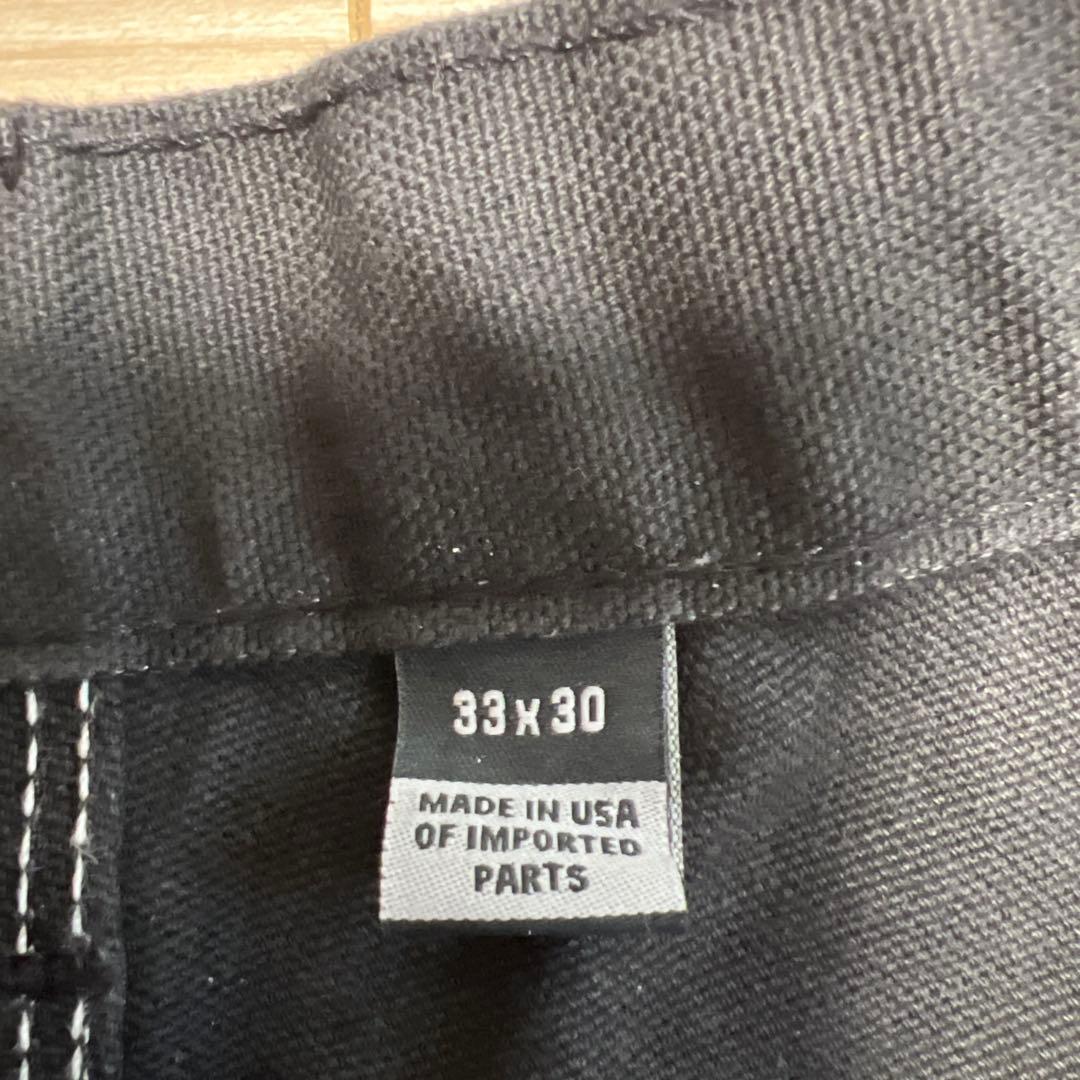 33x30
MADE IN USA
OF IMPORTED
PARTS